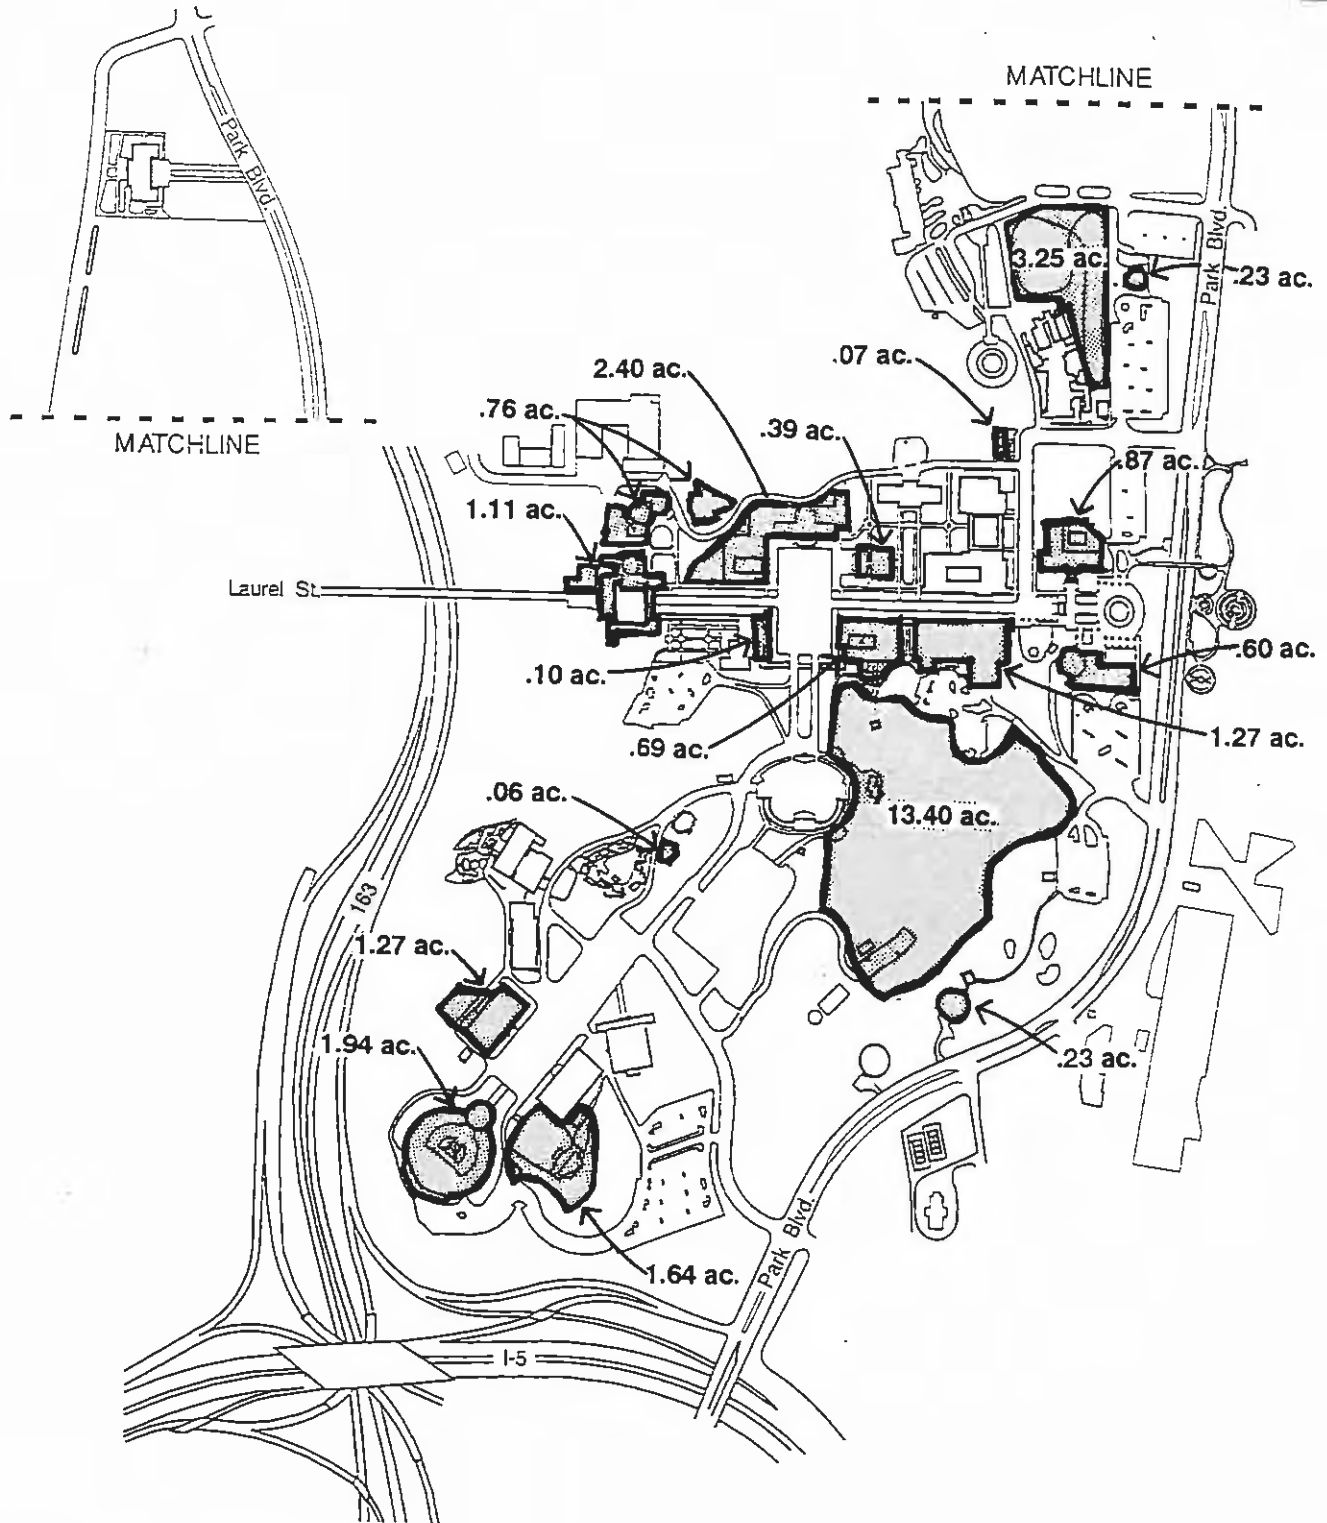 MATCHLINE
Park Blvd.
Park Blvd.
3.25 ac.
.23 ac.
.07 ac.
2.40 ac.
.76 ac.
.39 ac.
MATCHLINE
.87 ac.
1.11 ac.
Laurel St.
.10 ac.
.60 ac.
.69 ac.
1.27 ac.
.06 ac.
13.40 ac.
163
1.27 ac.
1.94 ac.
.23 ac.
Park Blvd.
1.64 ac.
I-5